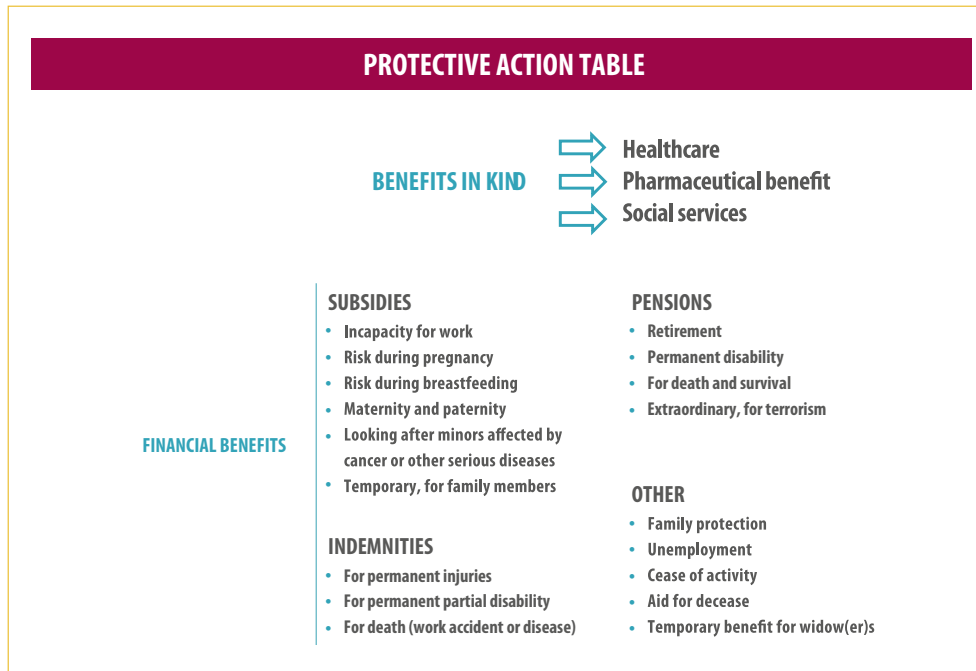 PROTECTIVE ACTION TABLE
BENEFITS IN KIND
Healthcare
Pharmaceutical benefit
Social services
FINANCIAL BENEFITS
SUBSIDIES
• Incapacity for work
• Risk during pregnancy
• Risk during breastfeeding
• Maternity and paternity
• Looking after minors affected by
cancer or other serious diseases
• Temporary, for family members
INDEMNITIES
• For permanent injuries
• For permanent partial disability
• For death (work accident or disease)
PENSIONS
• Retirement
• Permanent disability
• For death and survival
• Extraordinary, for terrorism
OTHER
• Family protection
• Unemployment
• Cease of activity
• Aid for decease
• Temporary benefit for widow(er)s